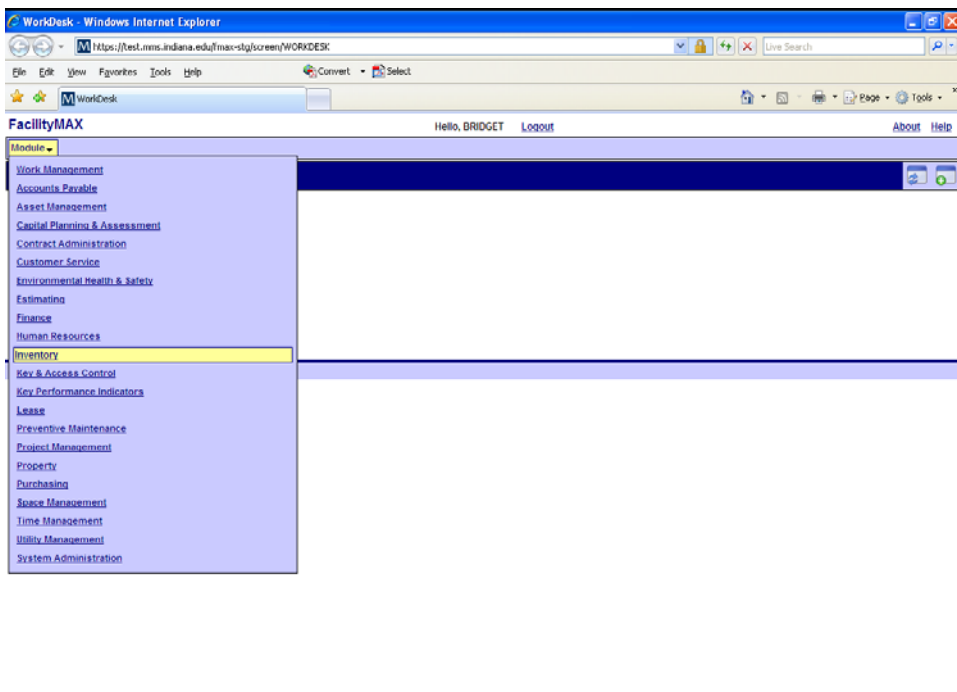 WorkDesk - Windows Internet Explorer
https://test.mms.indiana.edu/fmax-stg/screen/WORKDESK
Live Search
File Edit View Favorites Tools Help
Convert Select
WorkDesk
Page Tools
FacilityMAX
Hello, BRIDGET Logout
About Help
Module
Work Management
Accounts Payable
Asset Management
Capital Planning & Assessment
Contract Administration
Customer Service
Environmental Health & Safety
Estimating
Finance
Human Resources
Inventory
Key & Access Control
Key Performance Indicators
Lease
Preventive Maintenance
Project Management
Property
Purchasing
Space Management
Time Management
Utility Management
System Administration